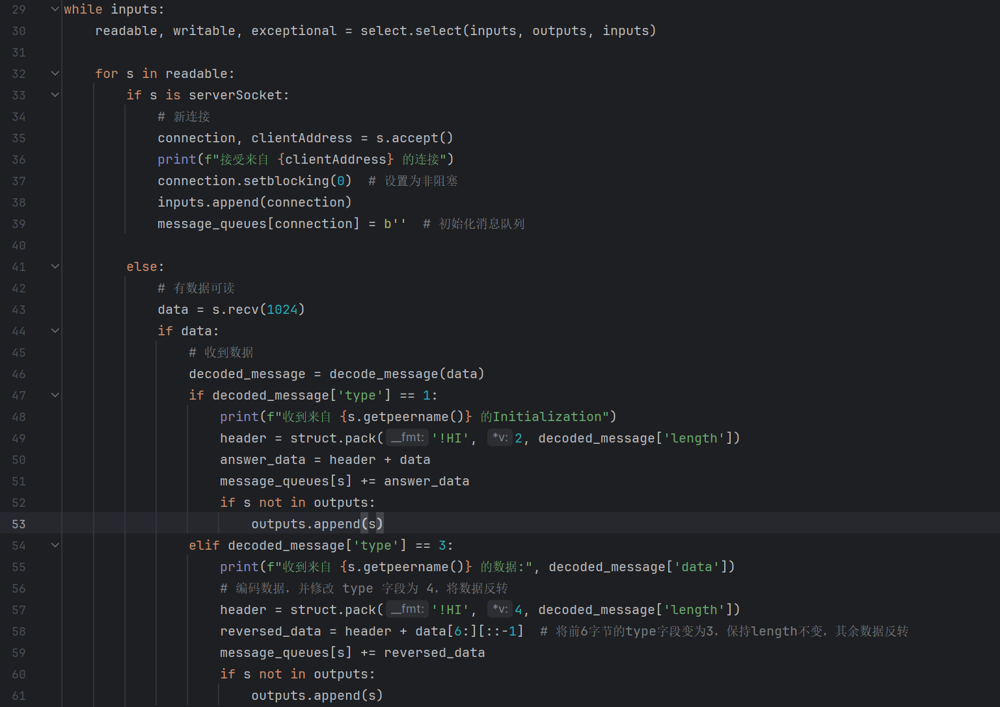 29 while inputs:
30     readable, writable, exceptional = select.select(inputs, outputs, inputs)
31
32     for s in readable:
33         if s is serverSocket:
34             # 新连接
35             connection, clientAddress = s.accept()
36             print(f"接受来自 {clientAddress} 的连接")
37             connection.setblocking(0)  # 设置为非阻塞
38             inputs.append(connection)
39             message_queues[connection] = b''  # 初始化消息队列
40
41         else:
42             # 有数据可读
43             data = s.recv(1024)
44             if data:
45                 # 收到数据
46                 decoded_message = decode_message(data)
47                 if decoded_message['type'] == 1:
48                     print(f"收到来自 {s.getpeername()} 的Initialization")
49                     header = struct.pack( __fmt: '!HI', *v: 2, decoded_message['length'])
50                     answer_data = header + data
51                     message_queues[s] += answer_data
52                     if s not in outputs:
53                         outputs.append(s)
54                 elif decoded_message['type'] == 3:
55                     print(f"收到来自 {s.getpeername()} 的数据:", decoded_message['data'])
56                     # 编码数据，并修改 type 字段为 4，将数据反转
57                     header = struct.pack( __fmt: '!HI', *v: 4, decoded_message['length'])
58                     reversed_data = header + data[6:][::-1]  # 将前6字节的type字段变为3，保持length不变，其余数据反转
59                     message_queues[s] += reversed_data
60                     if s not in outputs:
61                         outputs.append(s)